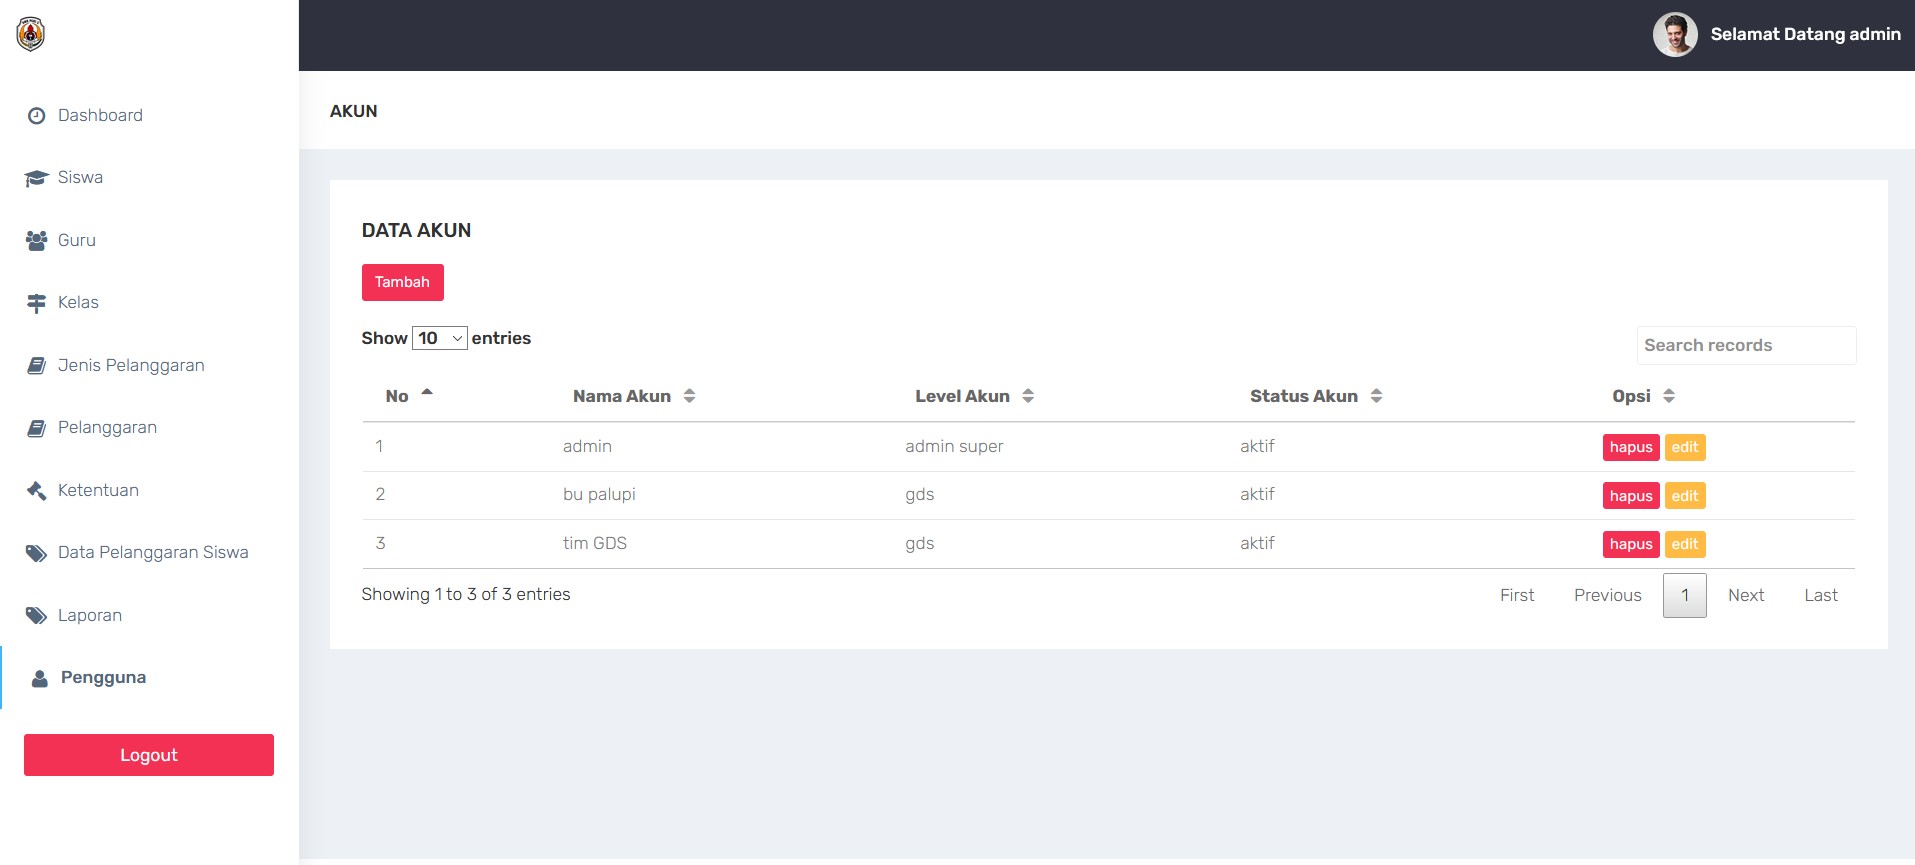 Selamat Datang admin
Dashboard
Siswa
Guru
Kelas
Jenis Pelanggaran
Pelanggaran
Ketentuan
Data Pelanggaran Siswa
Laporan
Pengguna
Logout
AKUN
DATA AKUN
Tambah
Show 10 entries
Search records
No Nama Akun Level Akun Status Akun Opsi
1 admin admin super aktif hapus edit
2 bu palupi gds aktif hapus edit
3 tim GDS gds aktif hapus edit
Showing 1 to 3 of 3 entries
First Previous 1 Next Last